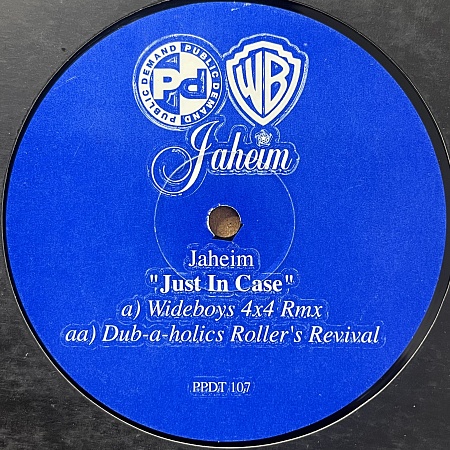 PUBLIC DEMAND PUBLIC DEMAND
Pd
WB
Jaheim
Jaheim
"Just In Case"
a) Wideboys 4x4 Rmx
aa) Dub-a-holics Roller's Revival
PPDT 107